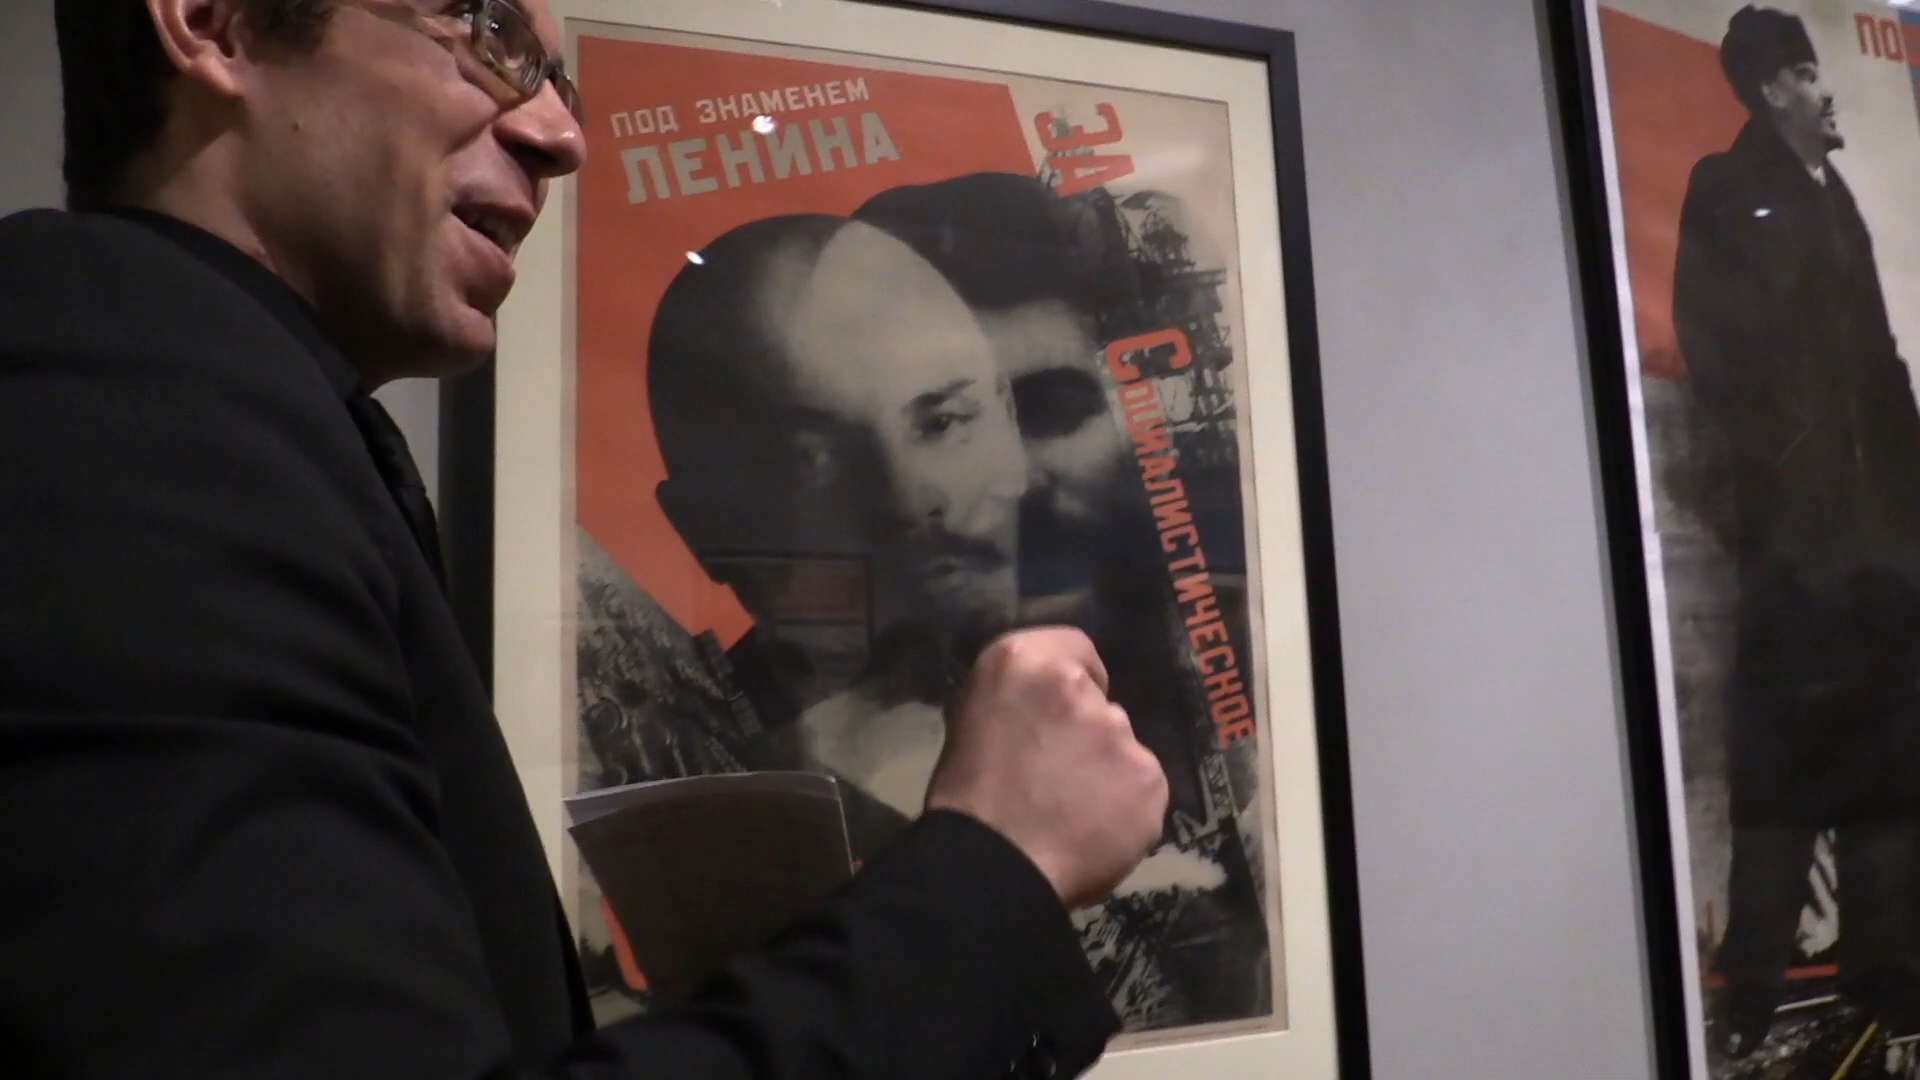 ПОД ЗНАМЕНЕМ
ЛЕНИНА
ЗА
СОЦИАЛИСТИЧЕСКОЕ
ПО